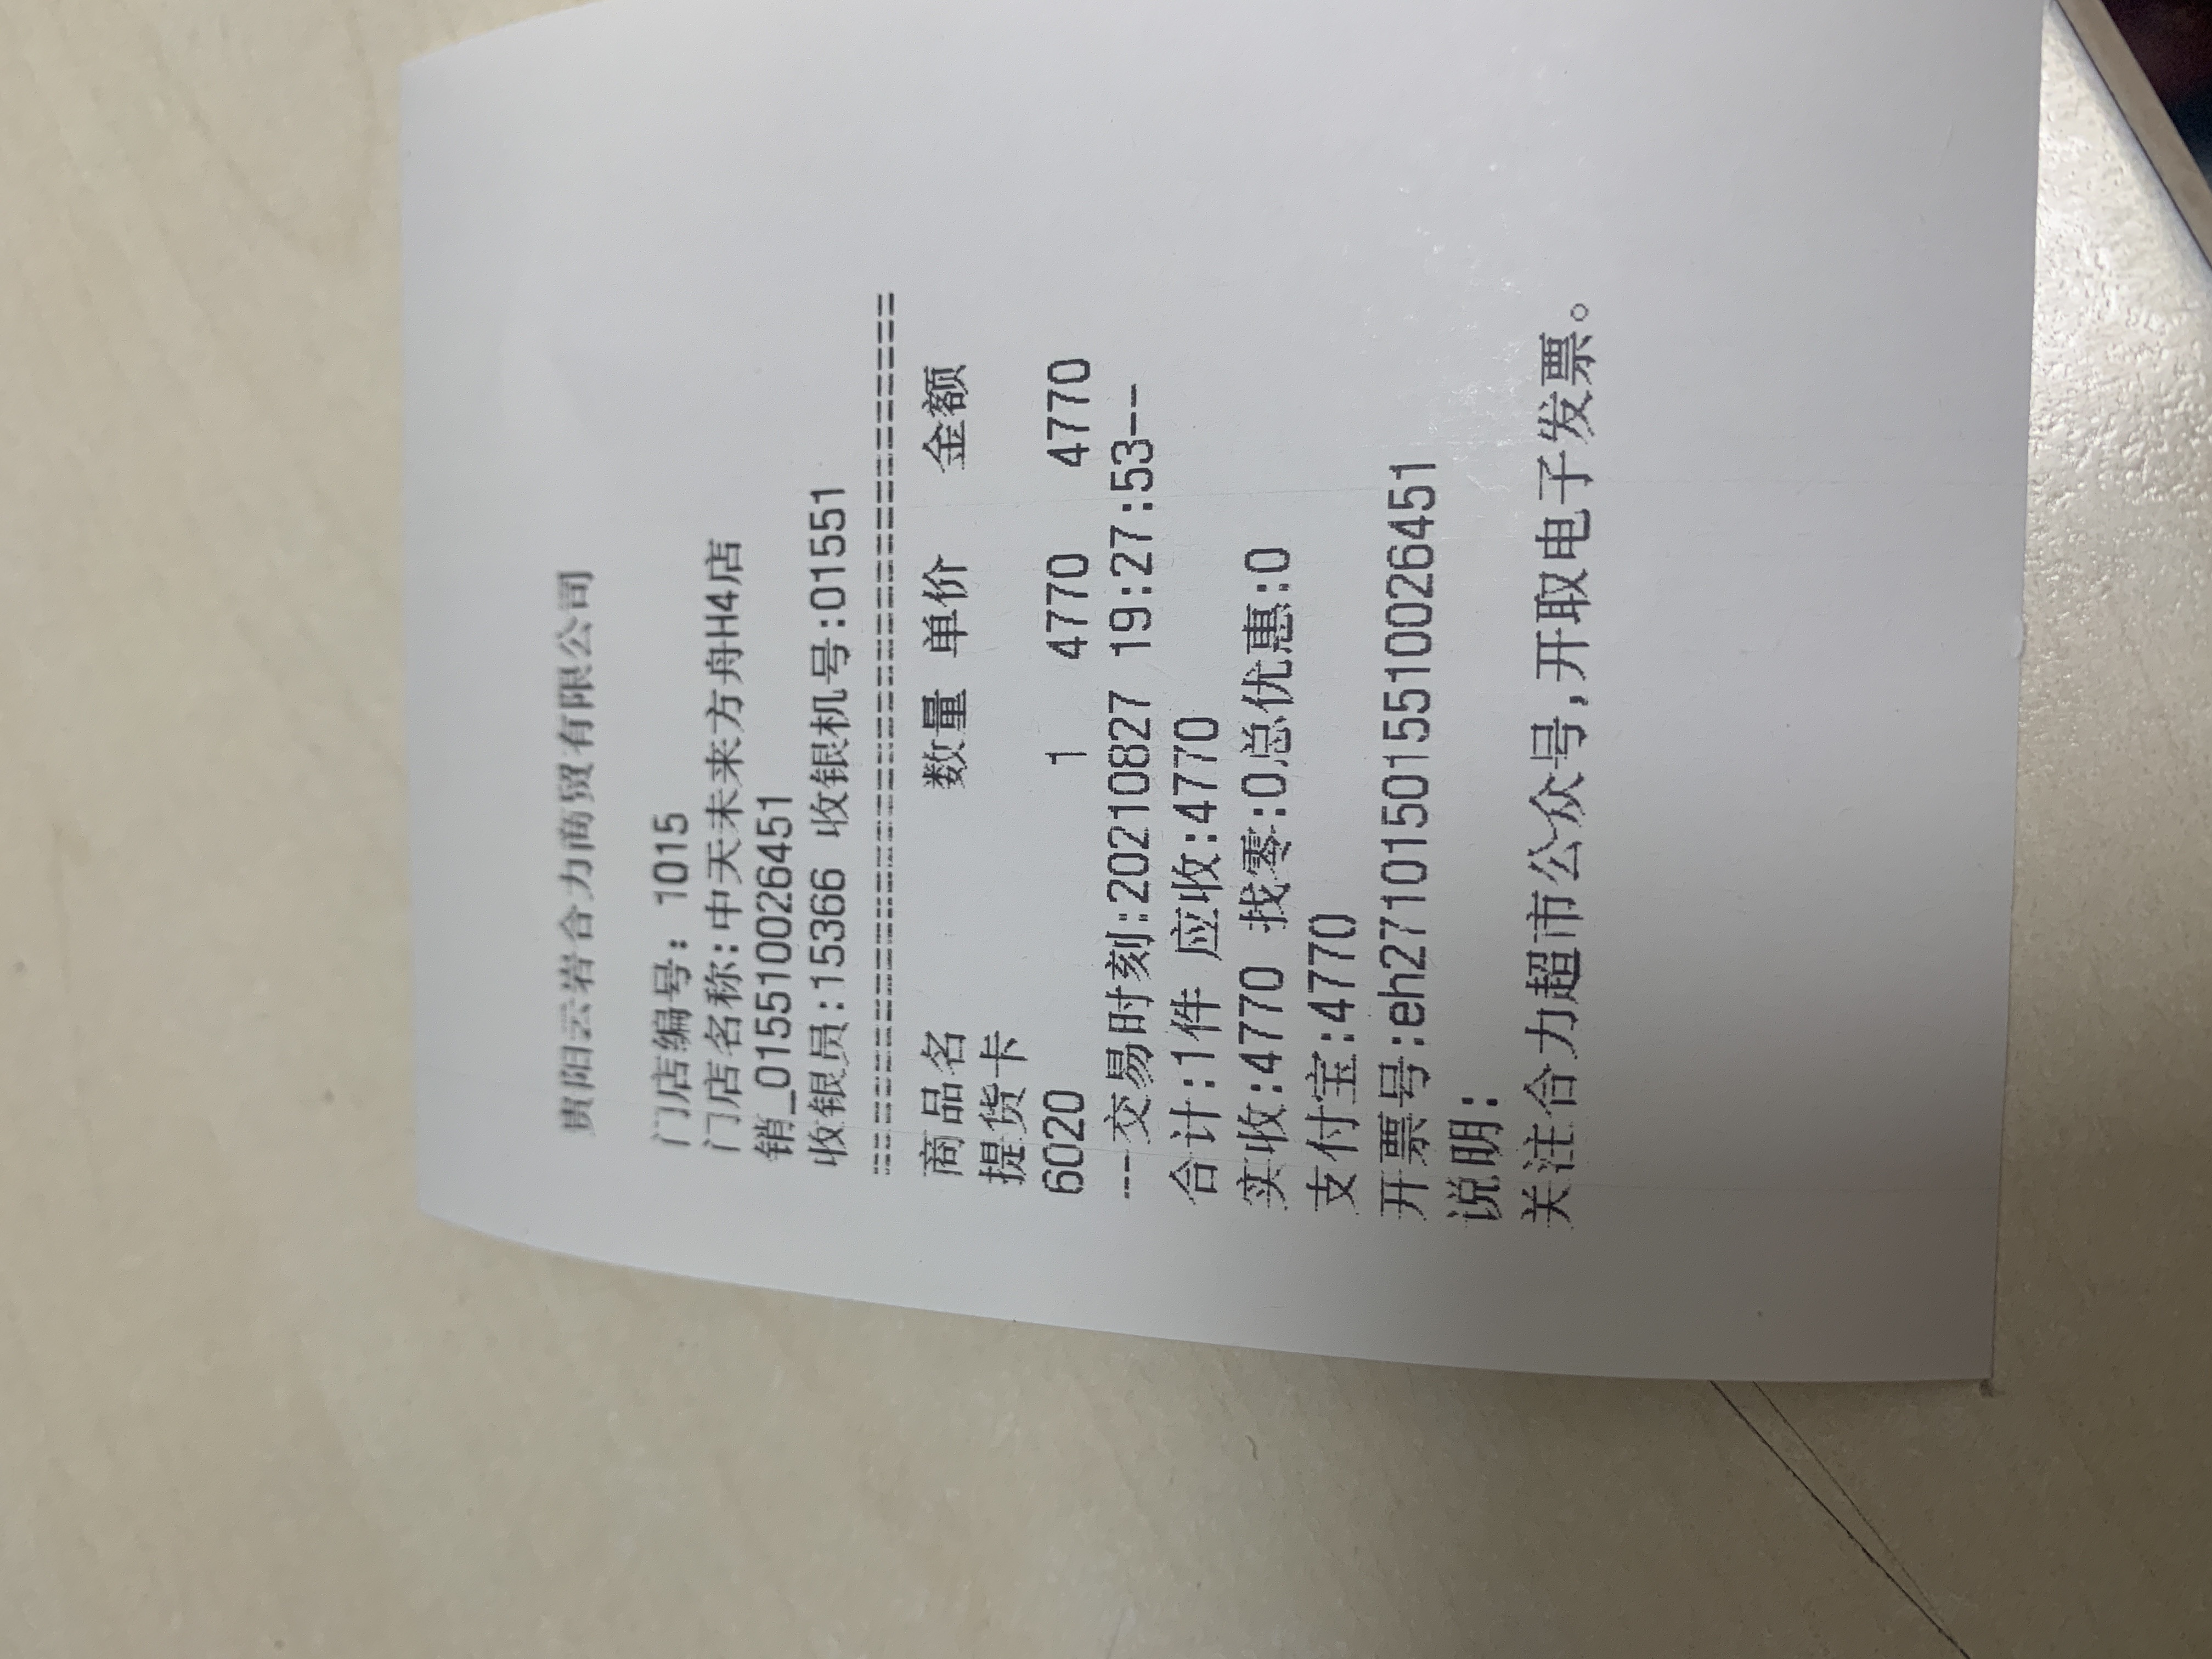 贵阳云岩合力商贸有限公司
门店编号: 1015
门店名称:中天未来方舟H4店
销_015510026451
收银员:15366 收银机号:01551
================================
商品名 数量 单价 金额
提货卡
6020 1 4770 4770
---交易时刻:20210827 19:27:53--
合计:1件 应收:4770
实收:4770 找零:0总优惠:0
支付宝:4770
开票号:eh271015015510026451
说明:
关注合力超市公众号,开取电子发票。